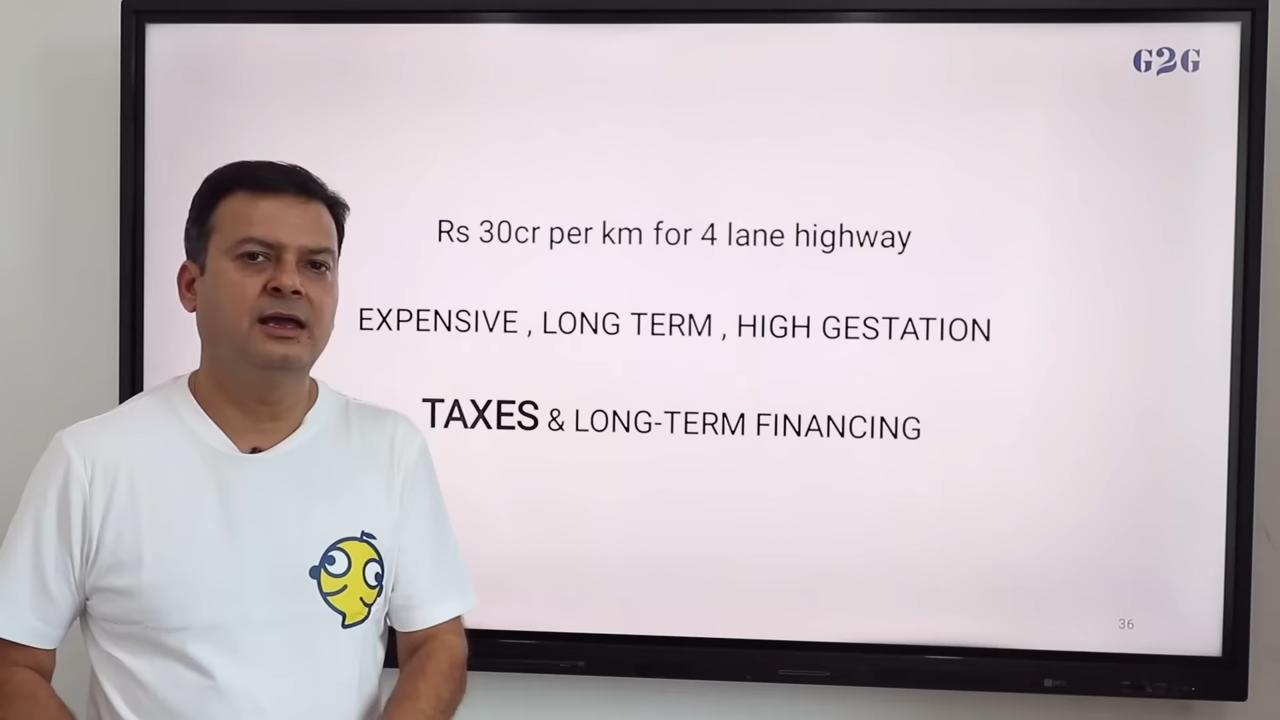 G2G
Rs 30cr per km for 4 lane highway
EXPENSIVE , LONG TERM , HIGH GESTATION
TAXES & LONG-TERM FINANCING
36